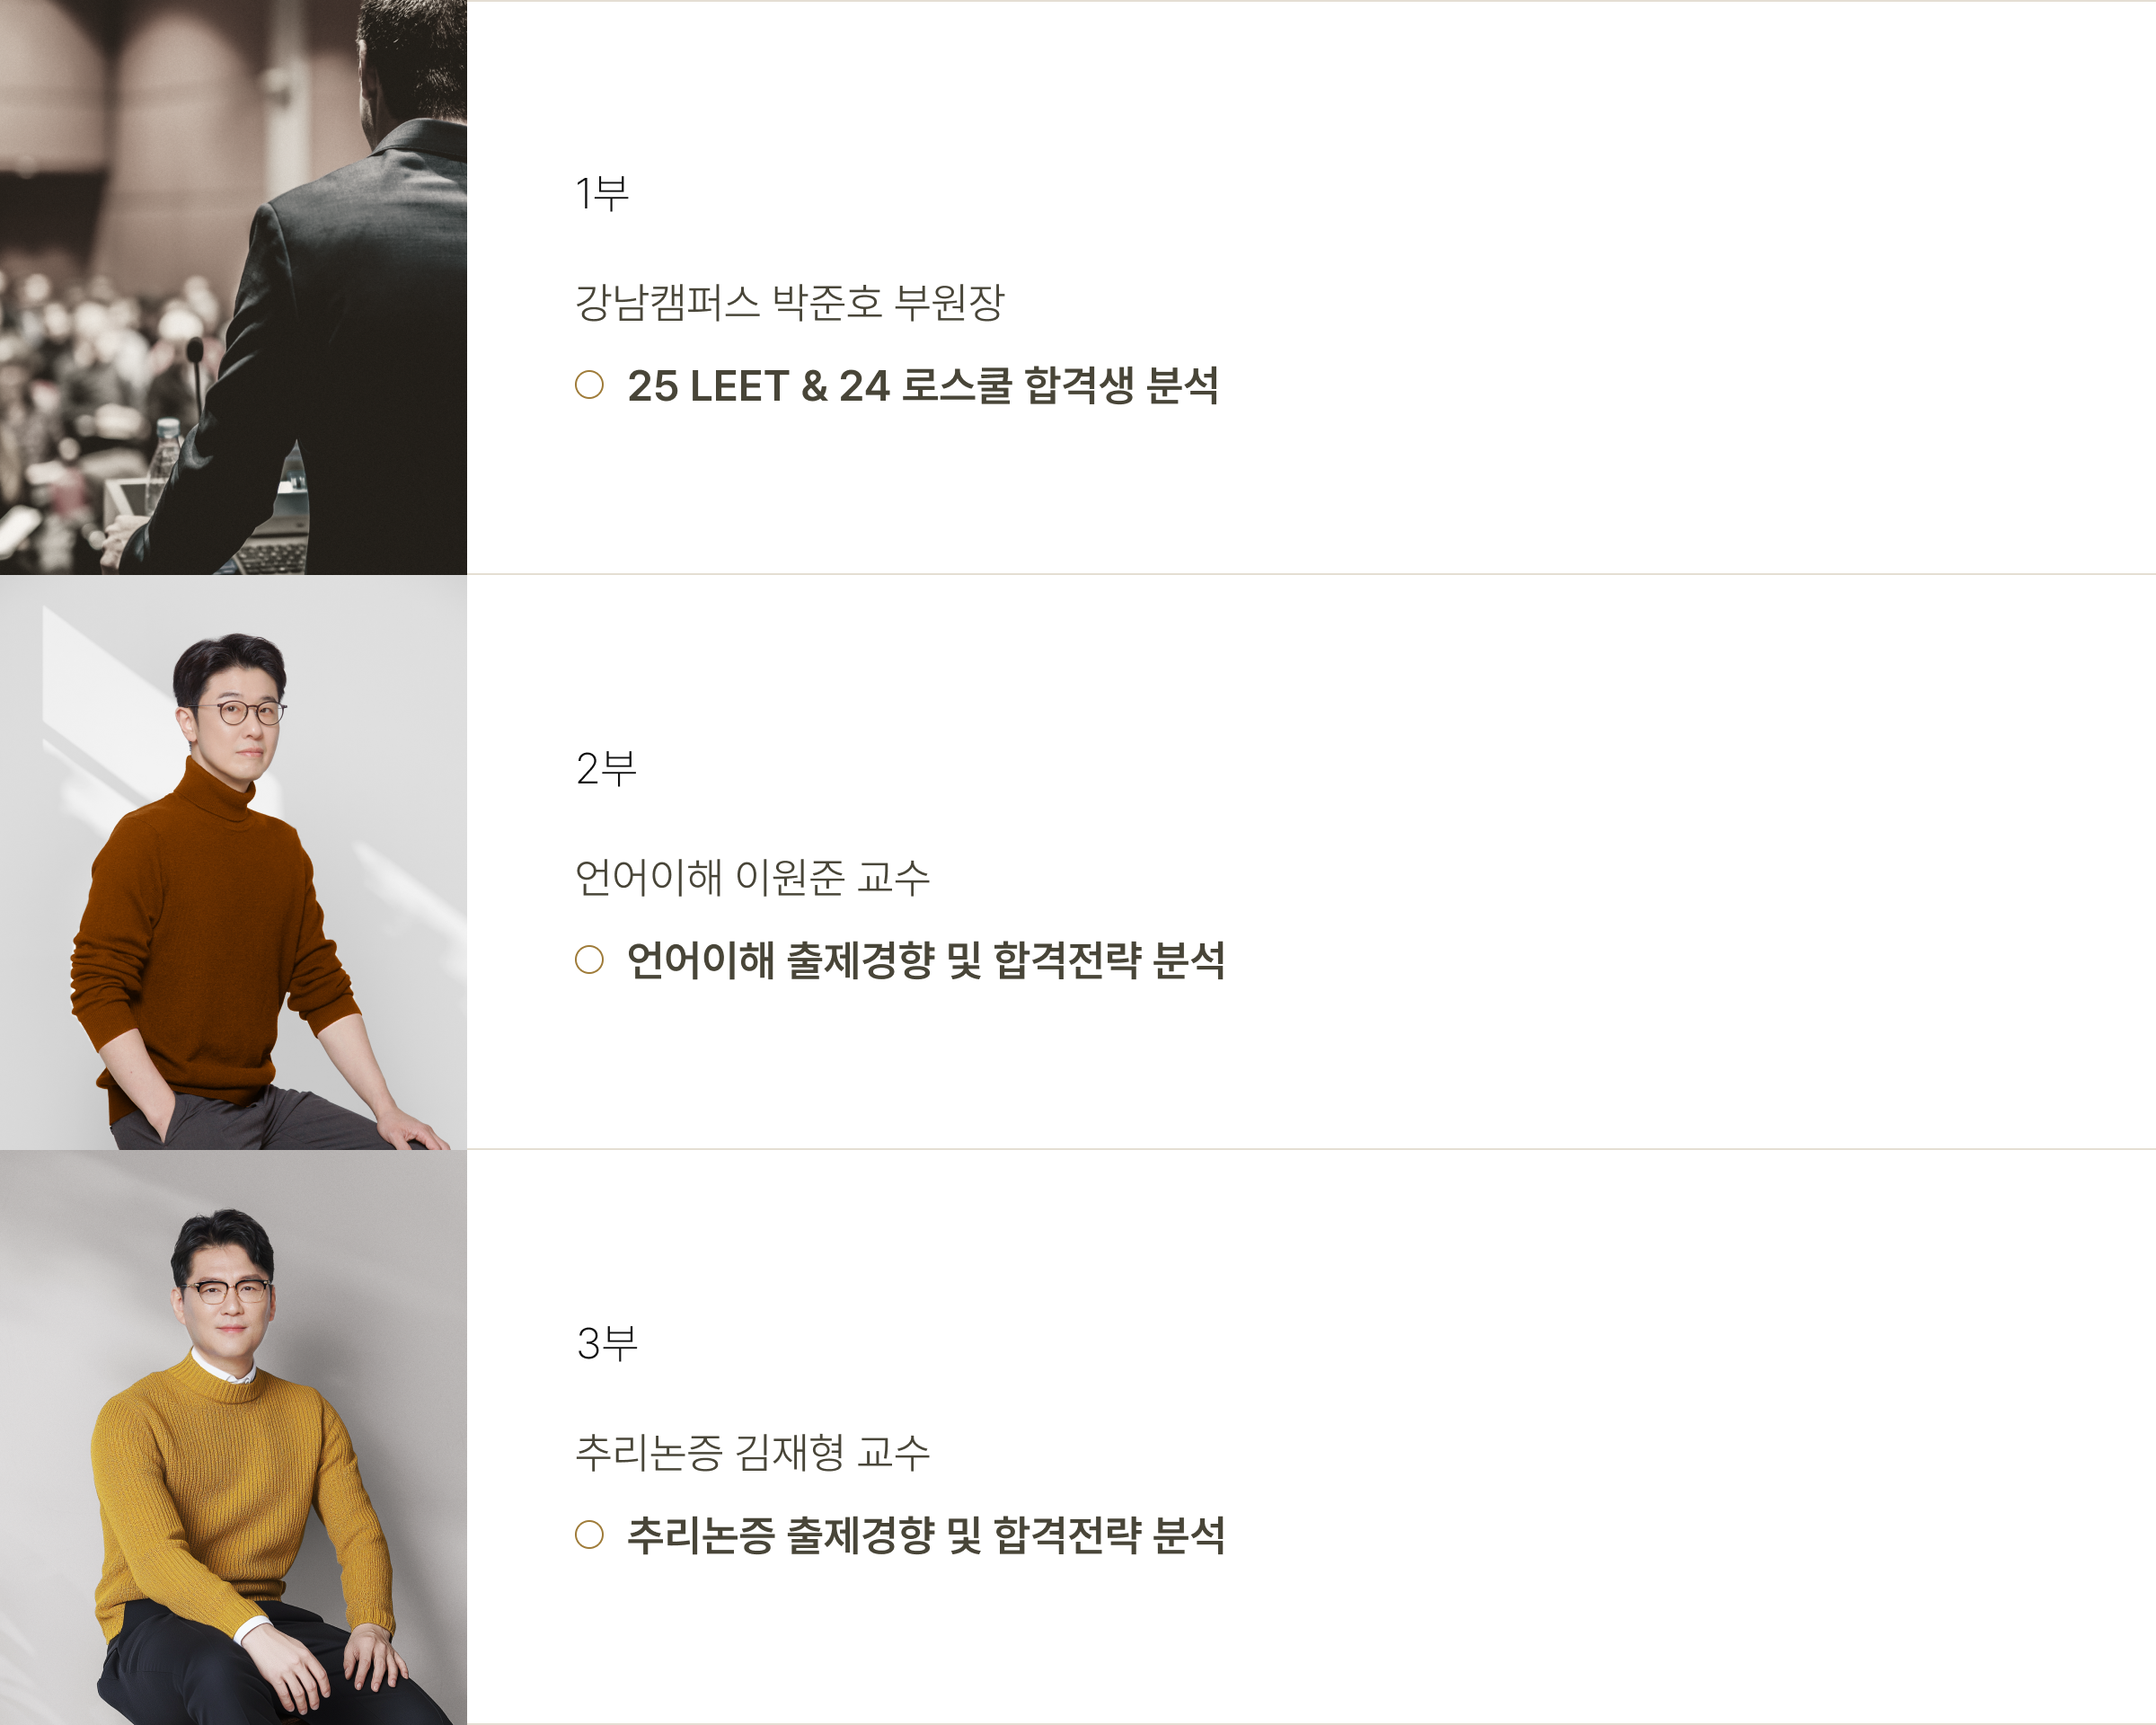 1부
강남캠퍼스 박준호 부원장
25 LEET & 24 로스쿨 합격생 분석
2부
언어이해 이원준 교수
언어이해 출제경향 및 합격전략 분석
3부
추리논증 김재형 교수
추리논증 출제경향 및 합격전략 분석